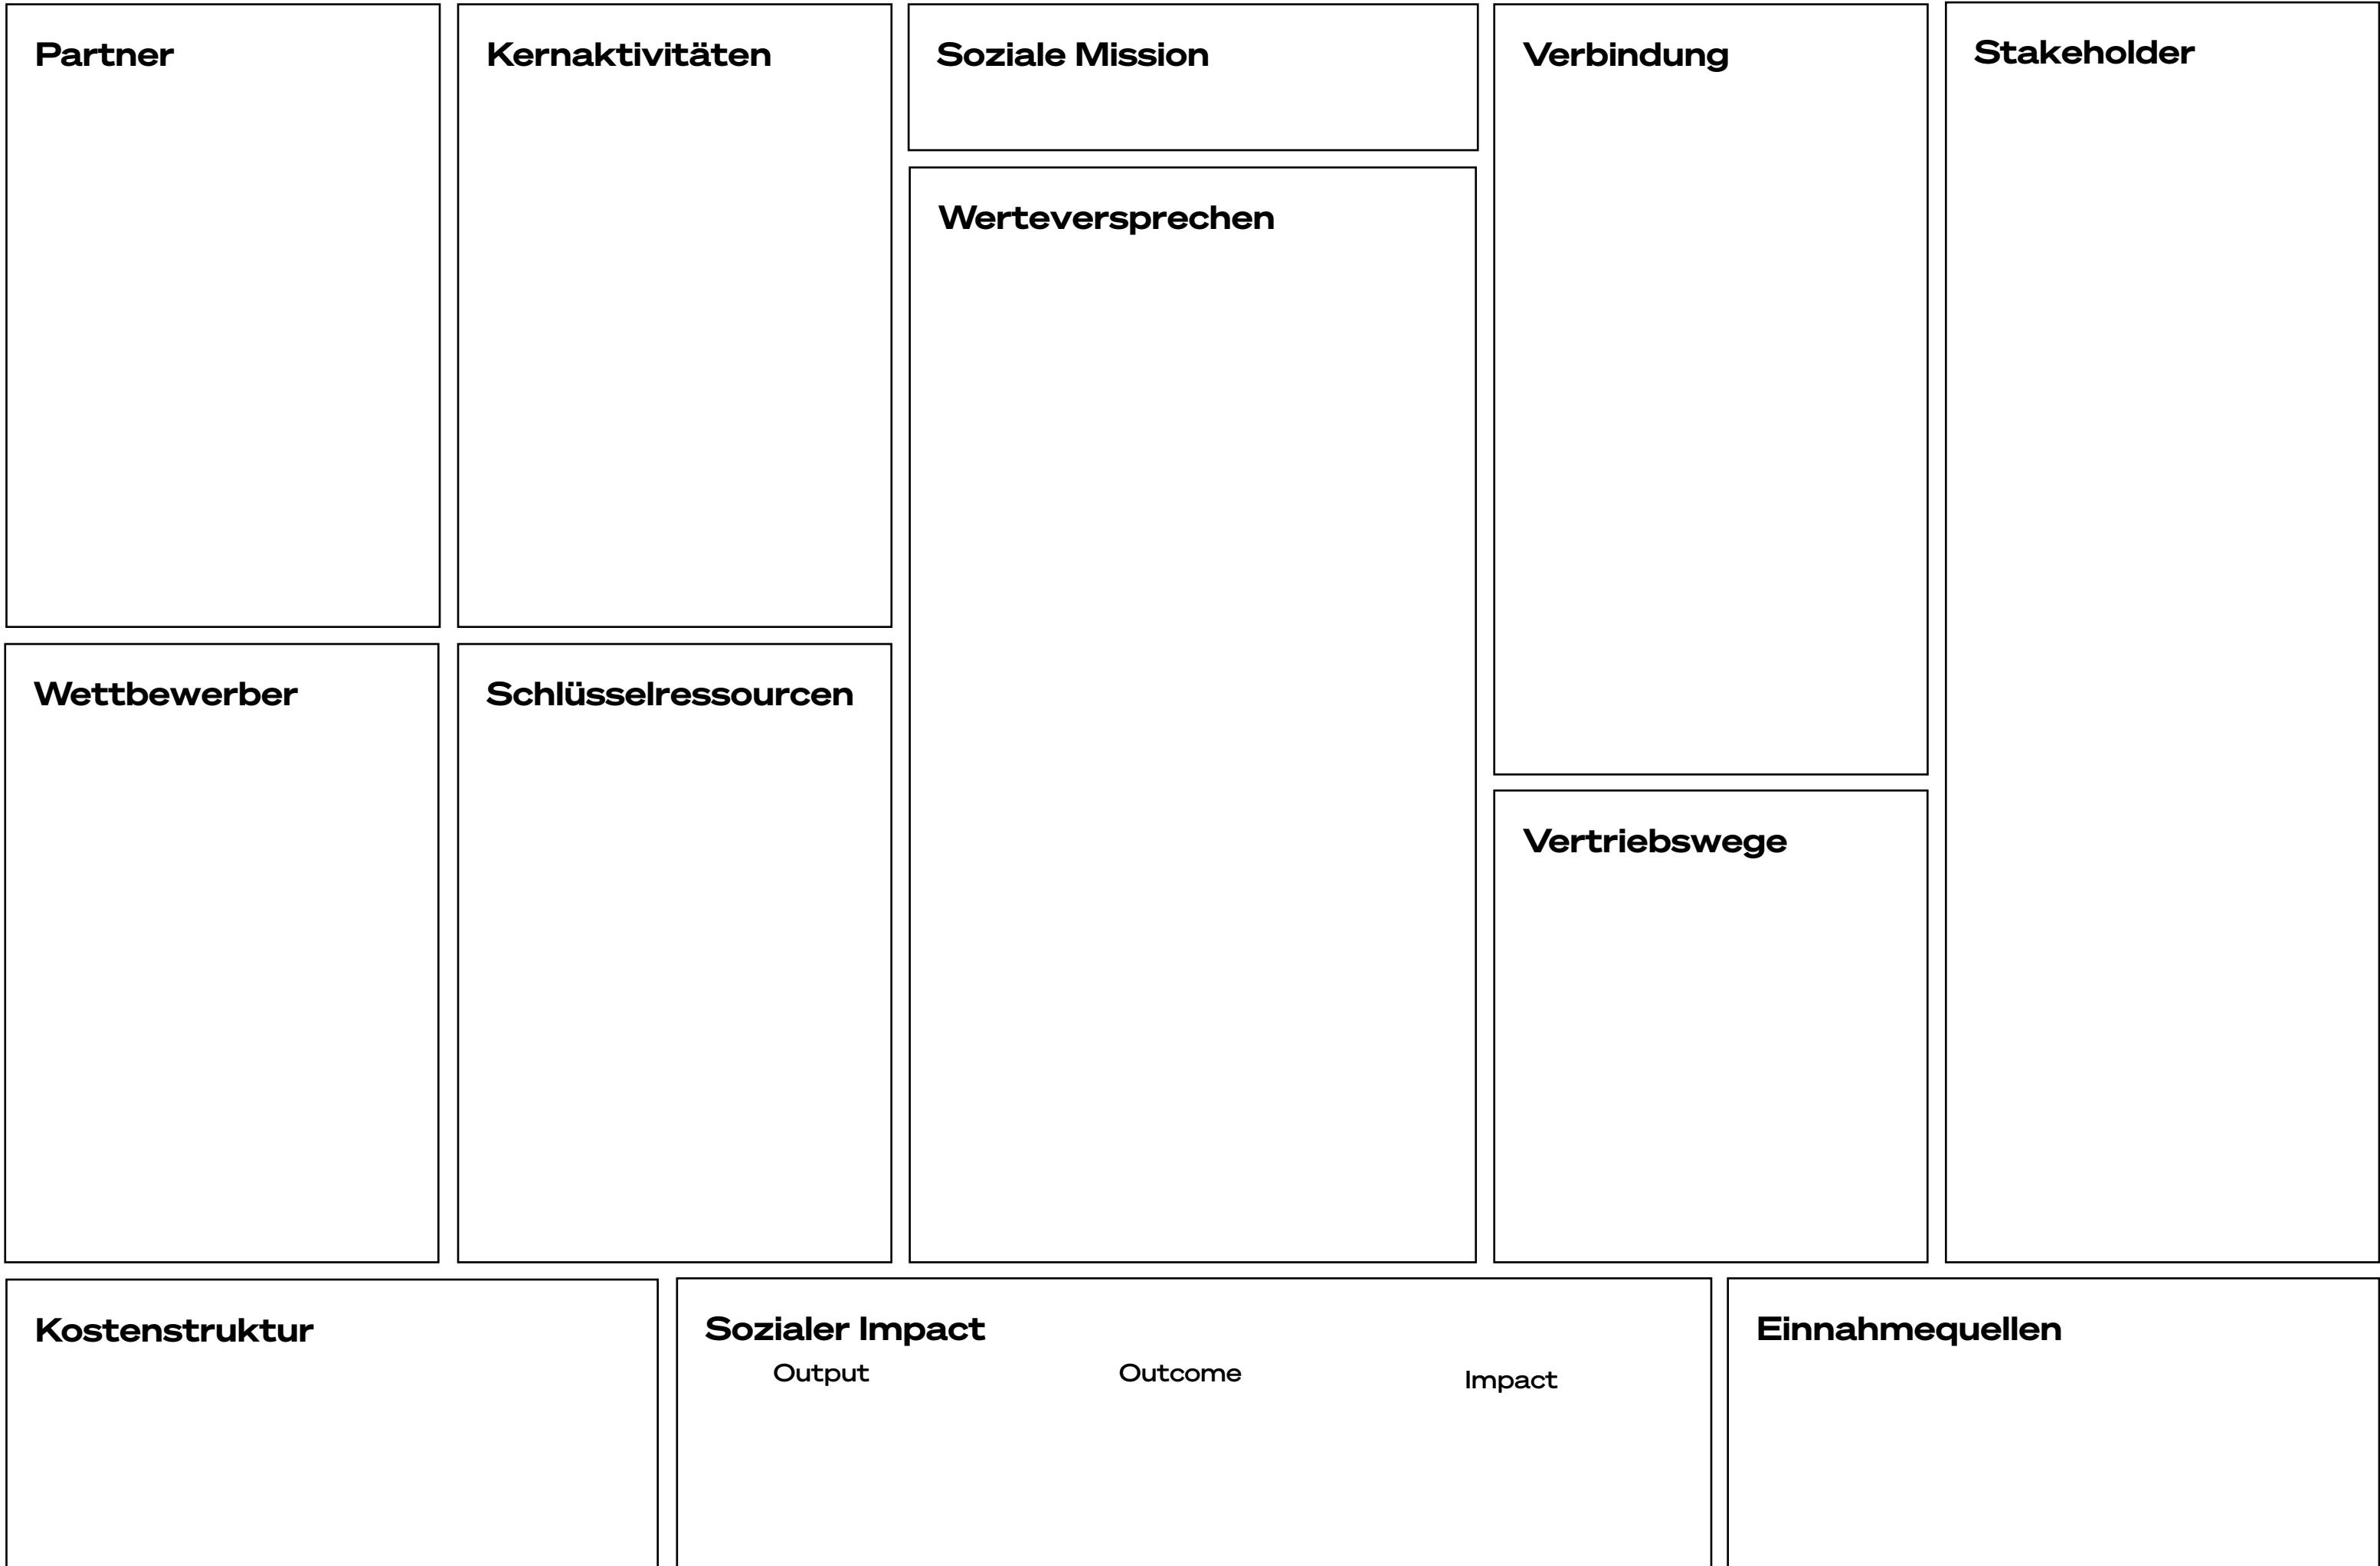 Partner
Kernaktivitäten
Soziale Mission
Verbindung
Stakeholder
Werteversprechen
Wettbewerber
Schlüsselressourcen
Vertriebswege
Kostenstruktur
Sozialer Impact
Output
Outcome
Impact
Einnahmequellen